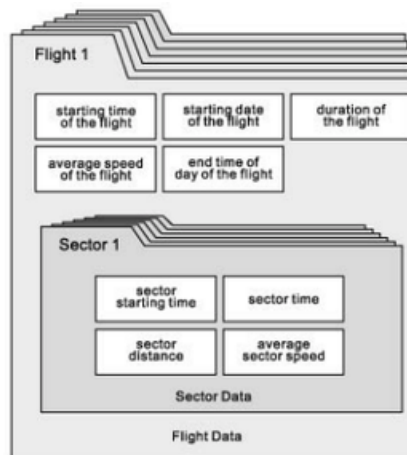 Flight 1
starting time
of the flight
starting date
of the flight
duration of
the flight
average speed
of the flight
end time of
day of the flight
Sector 1
sector
starting time
sector time
sector
distance
average
sector speed
Sector Data
Flight Data